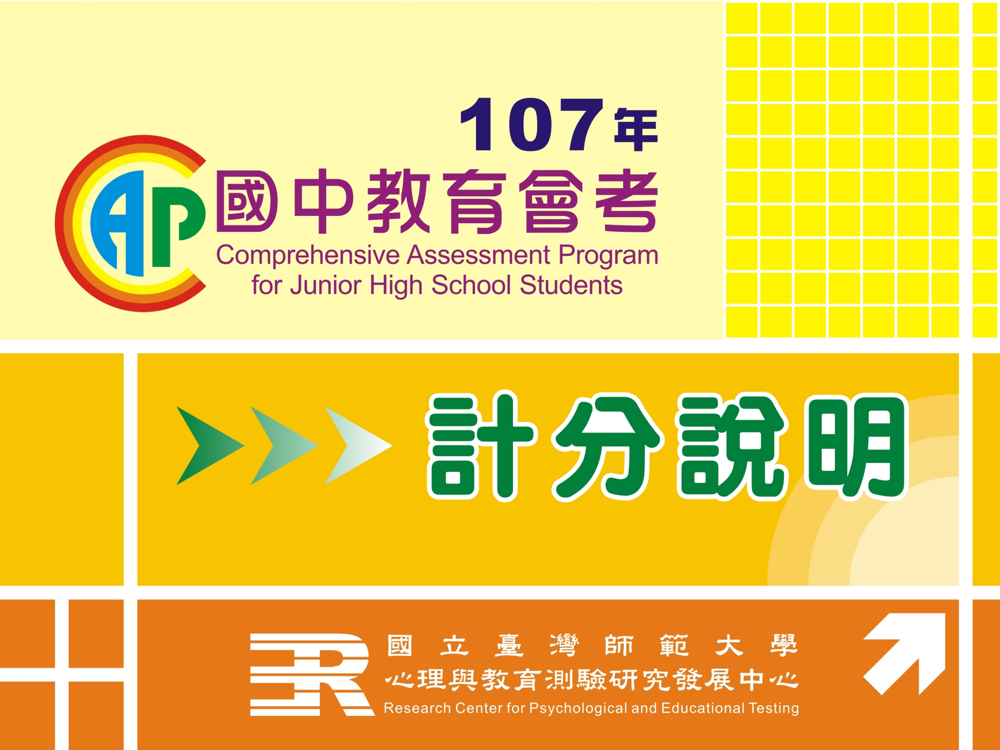 107年
CAP
國中教育會考
Comprehensive Assessment Program
for Junior High School Students
計分說明
國立臺灣師範大學
心理與教育測驗研究發展中心
Research Center for Psychological and Educational Testing